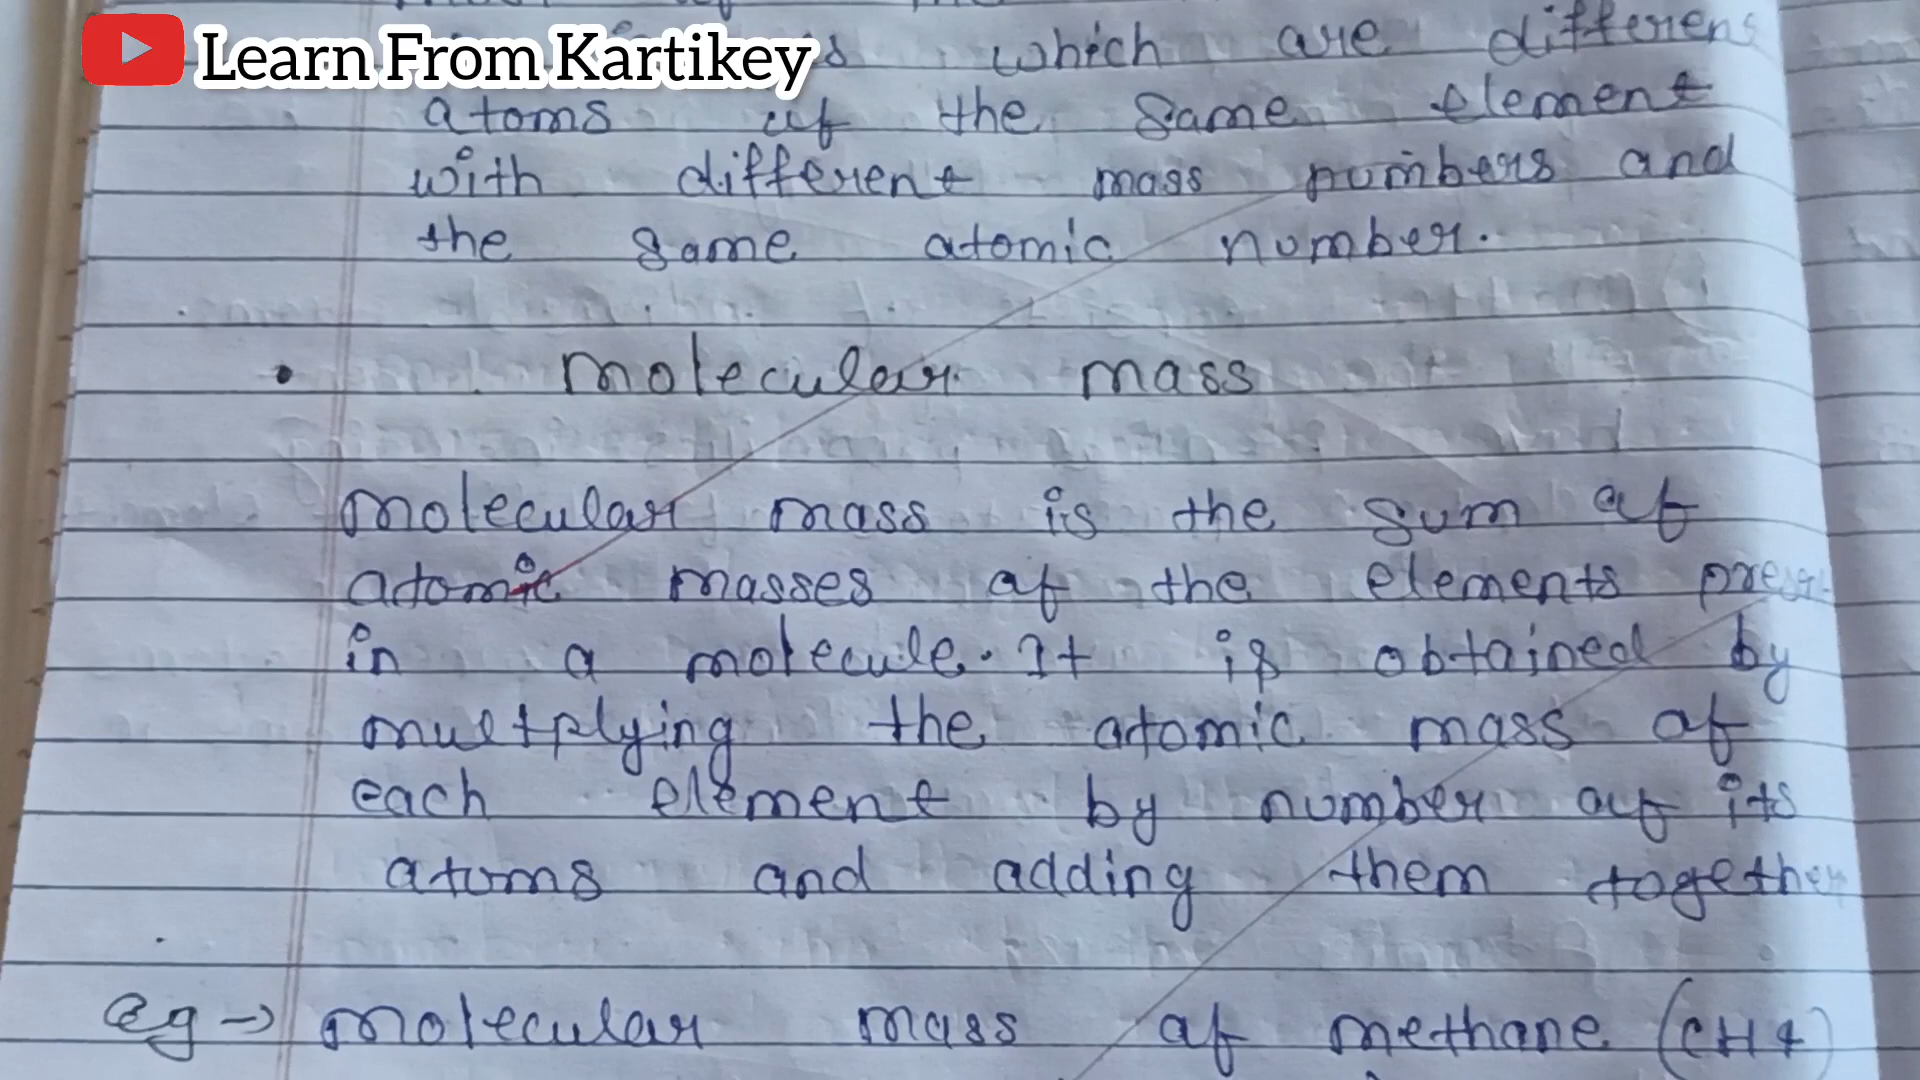 Learn From Kartikey
which are different
atoms of the same element
with different mass numbers and
the same atomic number.
• Molecular mass
Molecular mass is the sum of
atomic masses of the elements
in a molecule. It is obtained by
multplying the atomic mass of
each element by number of its
atoms and adding them together
eg → Molecular mass of methane (CH4)